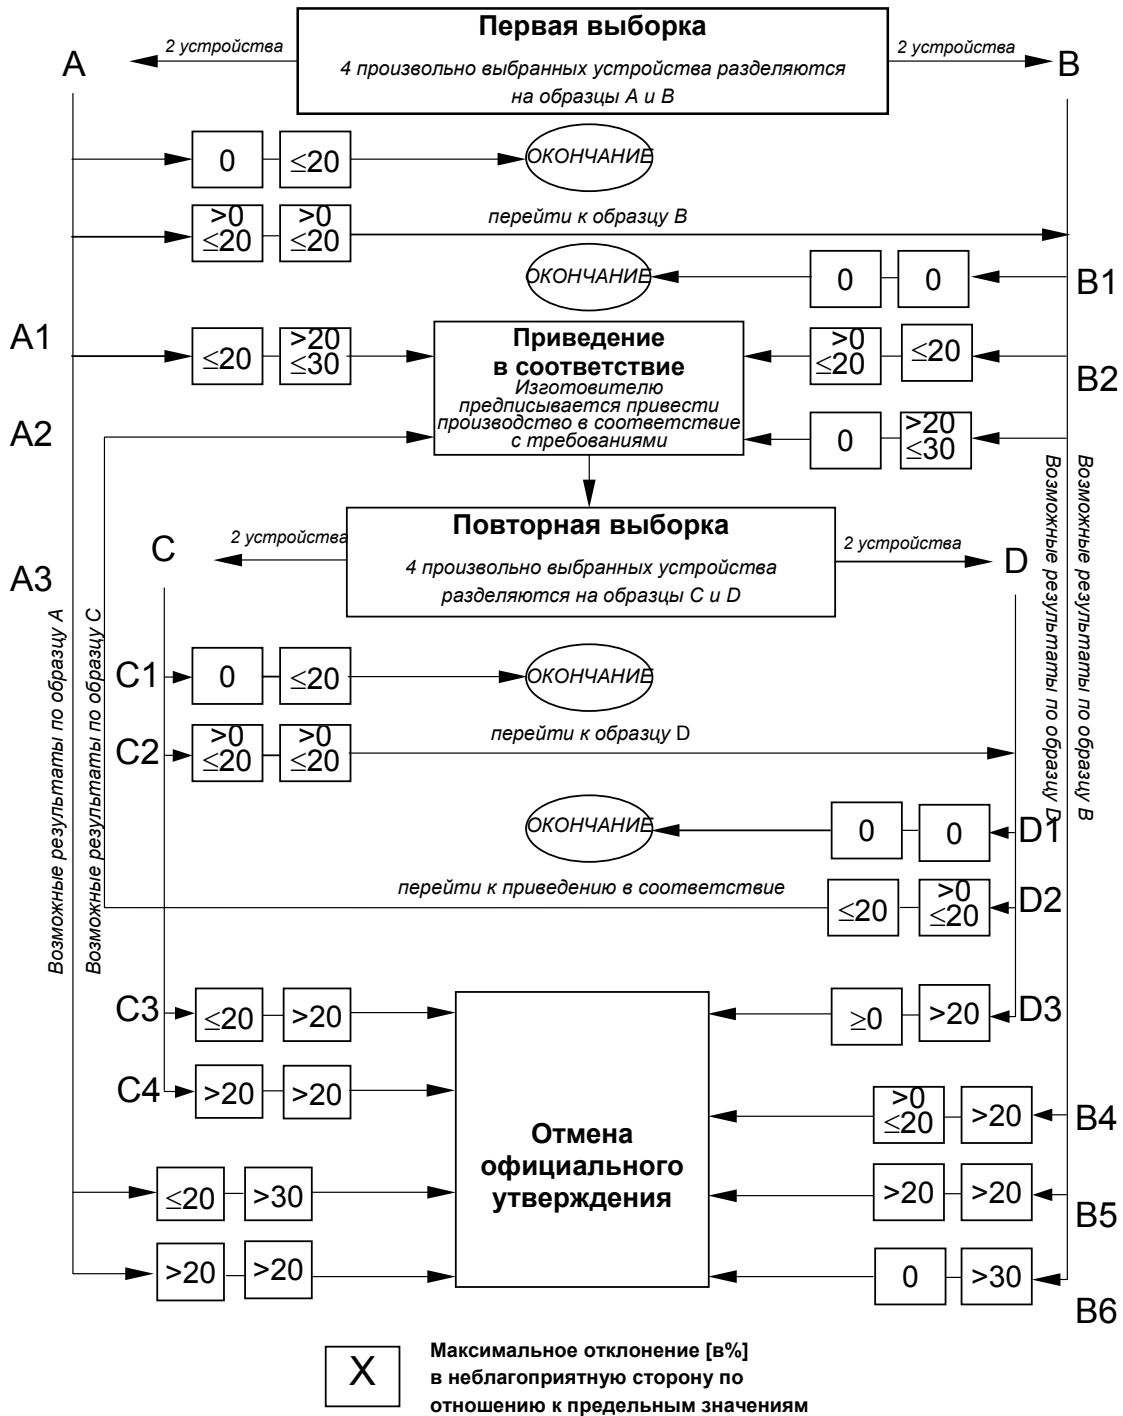 Первая выборка
4 произвольно выбранных устройства разделяются
на образцы A и B
2 устройства
2 устройства
A
B
0
≤20
ОКОНЧАНИЕ
>0
≤20
>0
≤20
перейти к образцу B
ОКОНЧАНИЕ
0
0
B1
A1
≤20
>20
≤30
Приведение
в соответствие
Изготовителю
предписывается привести
производство в соответствие
с требованиями
>0
≤20
≤20
B2
A2
0
>20
≤30
Повторная выборка
4 произвольно выбранных устройства
разделяются на образцы C и D
2 устройства
2 устройства
C
D
A3
Возможные результаты по образцу A
Возможные результаты по образцу C
Возможные результаты по образцу D
Возможные результаты по образцу B
C1
0
≤20
ОКОНЧАНИЕ
C2
>0
≤20
>0
≤20
перейти к образцу D
ОКОНЧАНИЕ
0
0
D1
перейти к приведению в соответствие
≤20
>0
≤20
D2
C3
≤20
>20
≥0
>20
D3
C4
>20
>20
Отмена
официального
утверждения
>0
≤20
>20
B4
≤20
>30
>20
>20
B5
>20
>20
0
>30
B6
X
Максимальное отклонение [в%]
в неблагоприятную сторону по
отношению к предельным значениям